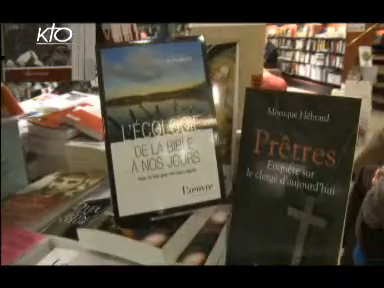 KTO
L'ÉCOLOGIE
DE LA BIBLE
À NOS JOURS
L'œuvre
Monique Hébrard
Prêtres
Enquête sur
le clergé d'aujourd'hui